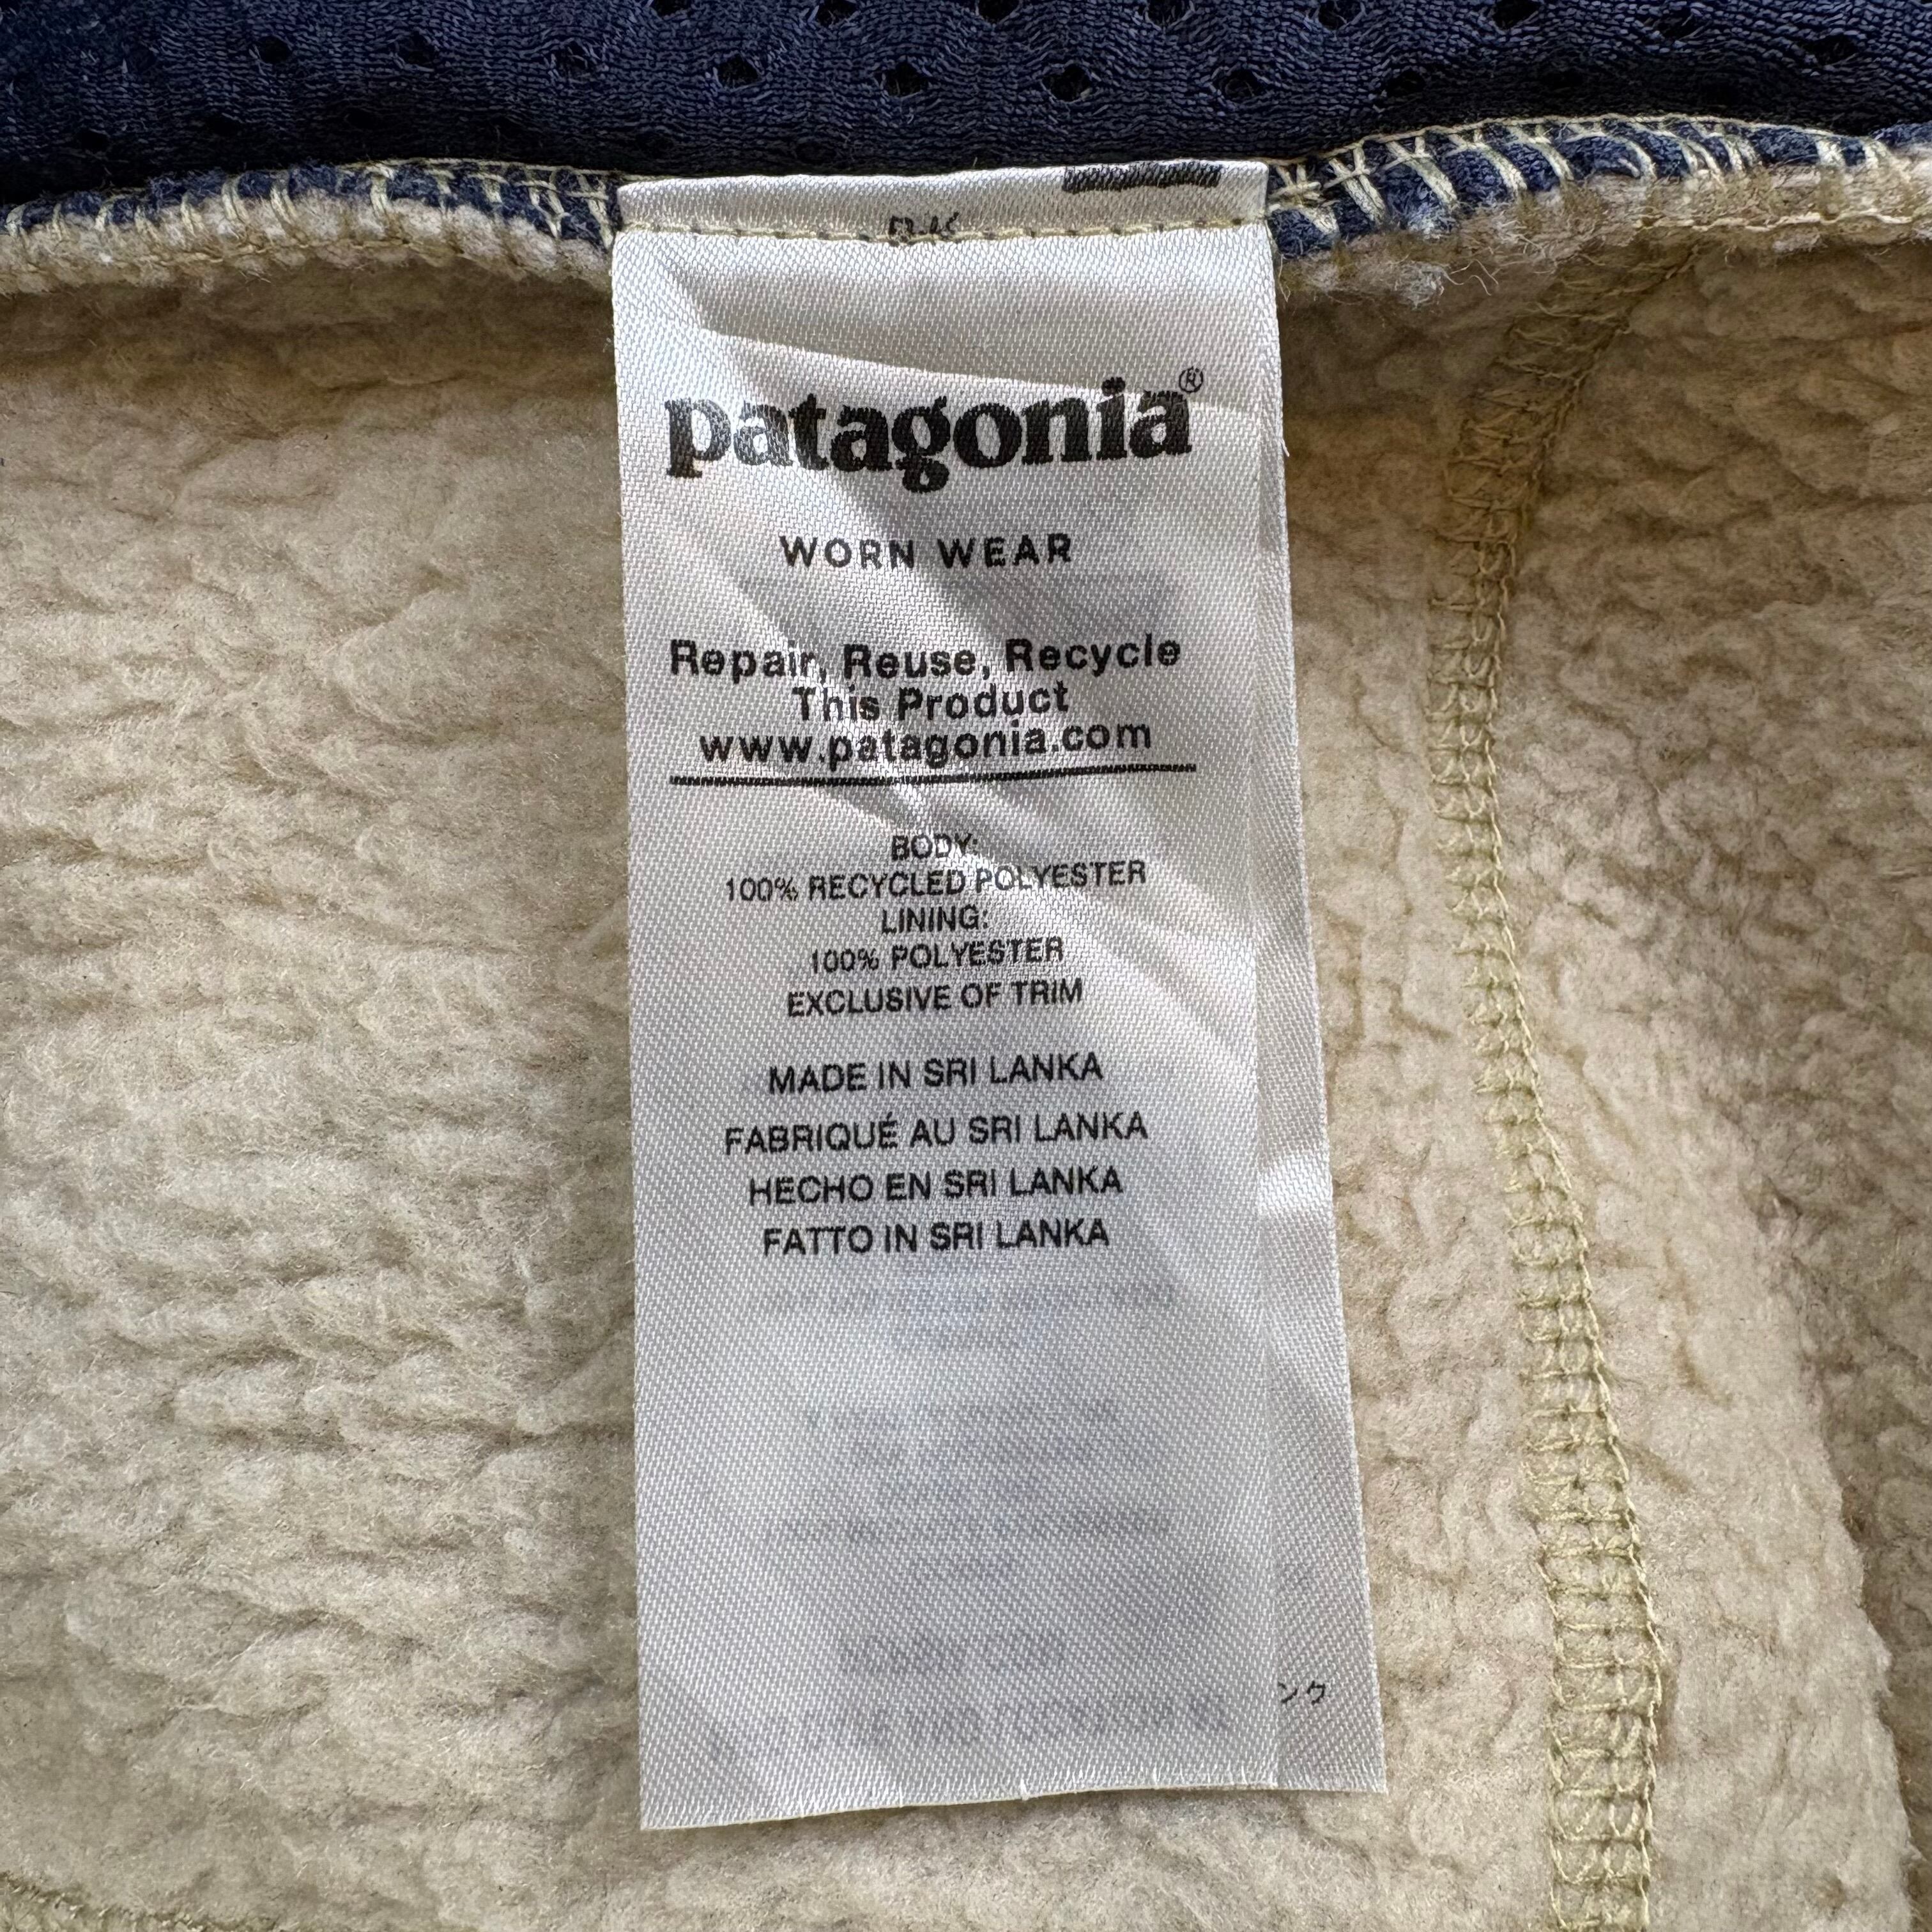 patagonia®
WORN WEAR
Repair, Reuse, Recycle
This Product
www.patagonia.com
BODY:
100% RECYCLED POLYESTER
LINING:
100% POLYESTER
EXCLUSIVE OF TRIM
MADE IN SRI LANKA
FABRIQUÉ AU SRI LANKA
HECHO EN SRI LANKA
FATTO IN SRI LANKA